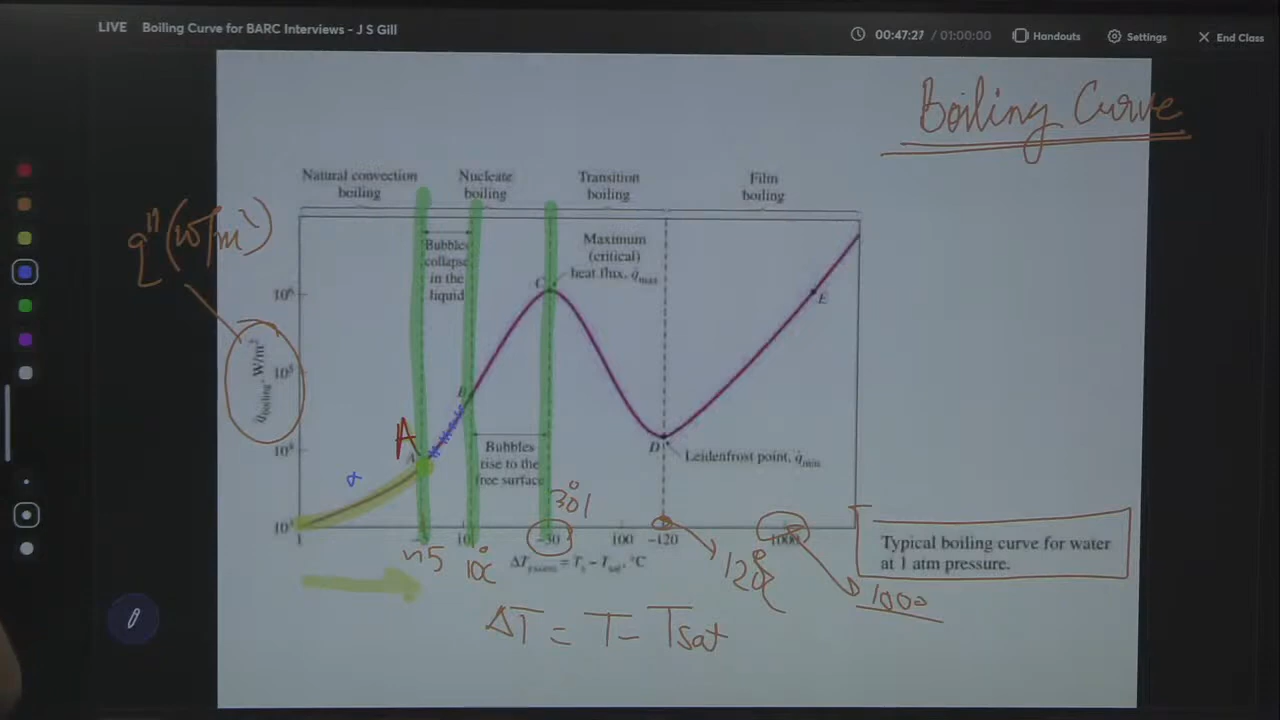 LIVE Boiling Curve for BARC Interviews - J S Gill
00:47:27 / 01:00:00 Handouts Settings End Class
Boiling Curve
Natural convection
boiling
Nucleate
boiling
Transition
boiling
Film
boiling
q" (W/m²)
Bubbles
collapse
in the
liquid
Maximum
(critical)
heat flux, q̇max
C
E
10⁶
q̇boiling, W/m²
10⁵
B
A
A
10⁴
α
D
Bubbles
rise to the
free surface
Leidenfrost point, q̇min
10³
30
1 10 ~30 100 ~120 1000
~5 10°C
ΔTexcess = Ts − Tsat, °C
120
1000
Typical boiling curve for water
at 1 atm pressure.
ΔT = T − Tsat